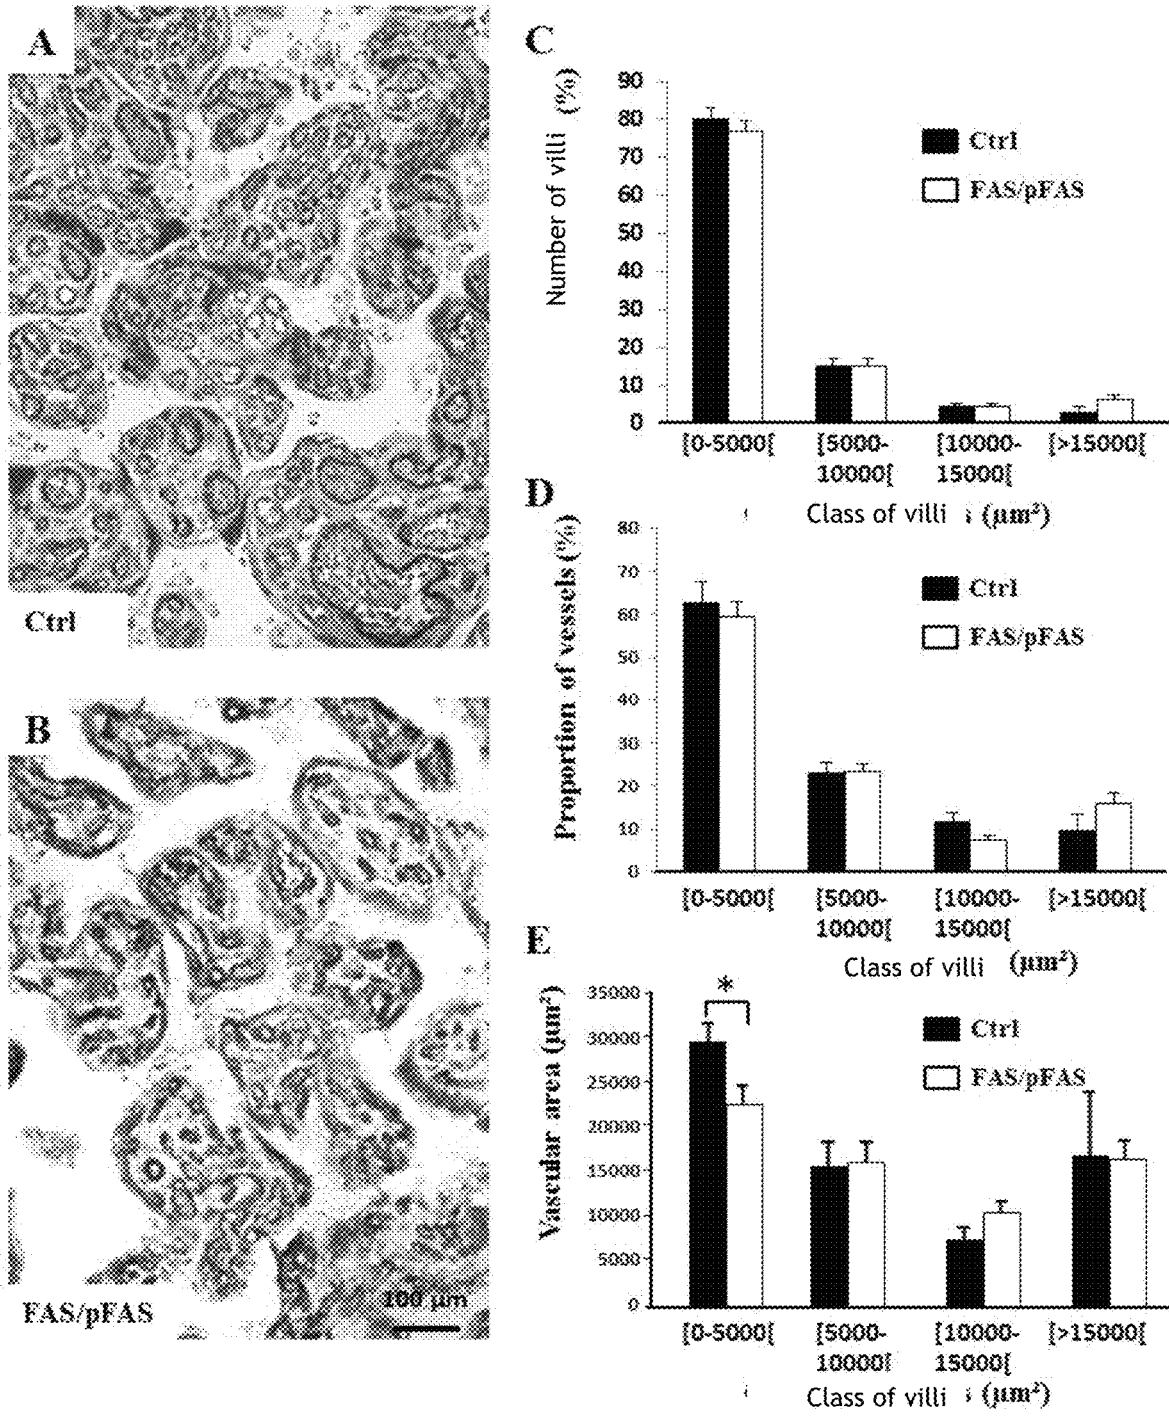 A
Ctrl
B
FAS/pFAS
100 µm
C
Number of villi (%)
90
80
70
60
50
40
30
20
10
0
Ctrl
FAS/pFAS
[0-5000[
[5000-
10000[
[10000-
15000[
[>15000[
Class of villi (µm²)
D
Proportion of vessels (%)
80
70
60
50
40
30
20
10
0
Ctrl
FAS/pFAS
[0-5000[
[5000-
10000[
[10000-
15000[
[>15000[
Class of villi (µm²)
E
Vascular area (µm²)
35000
30000
25000
20000
15000
10000
5000
0
*
Ctrl
FAS/pFAS
[0-5000[
[5000-
10000[
[10000-
15000[
[>15000[
Class of villi (µm²)